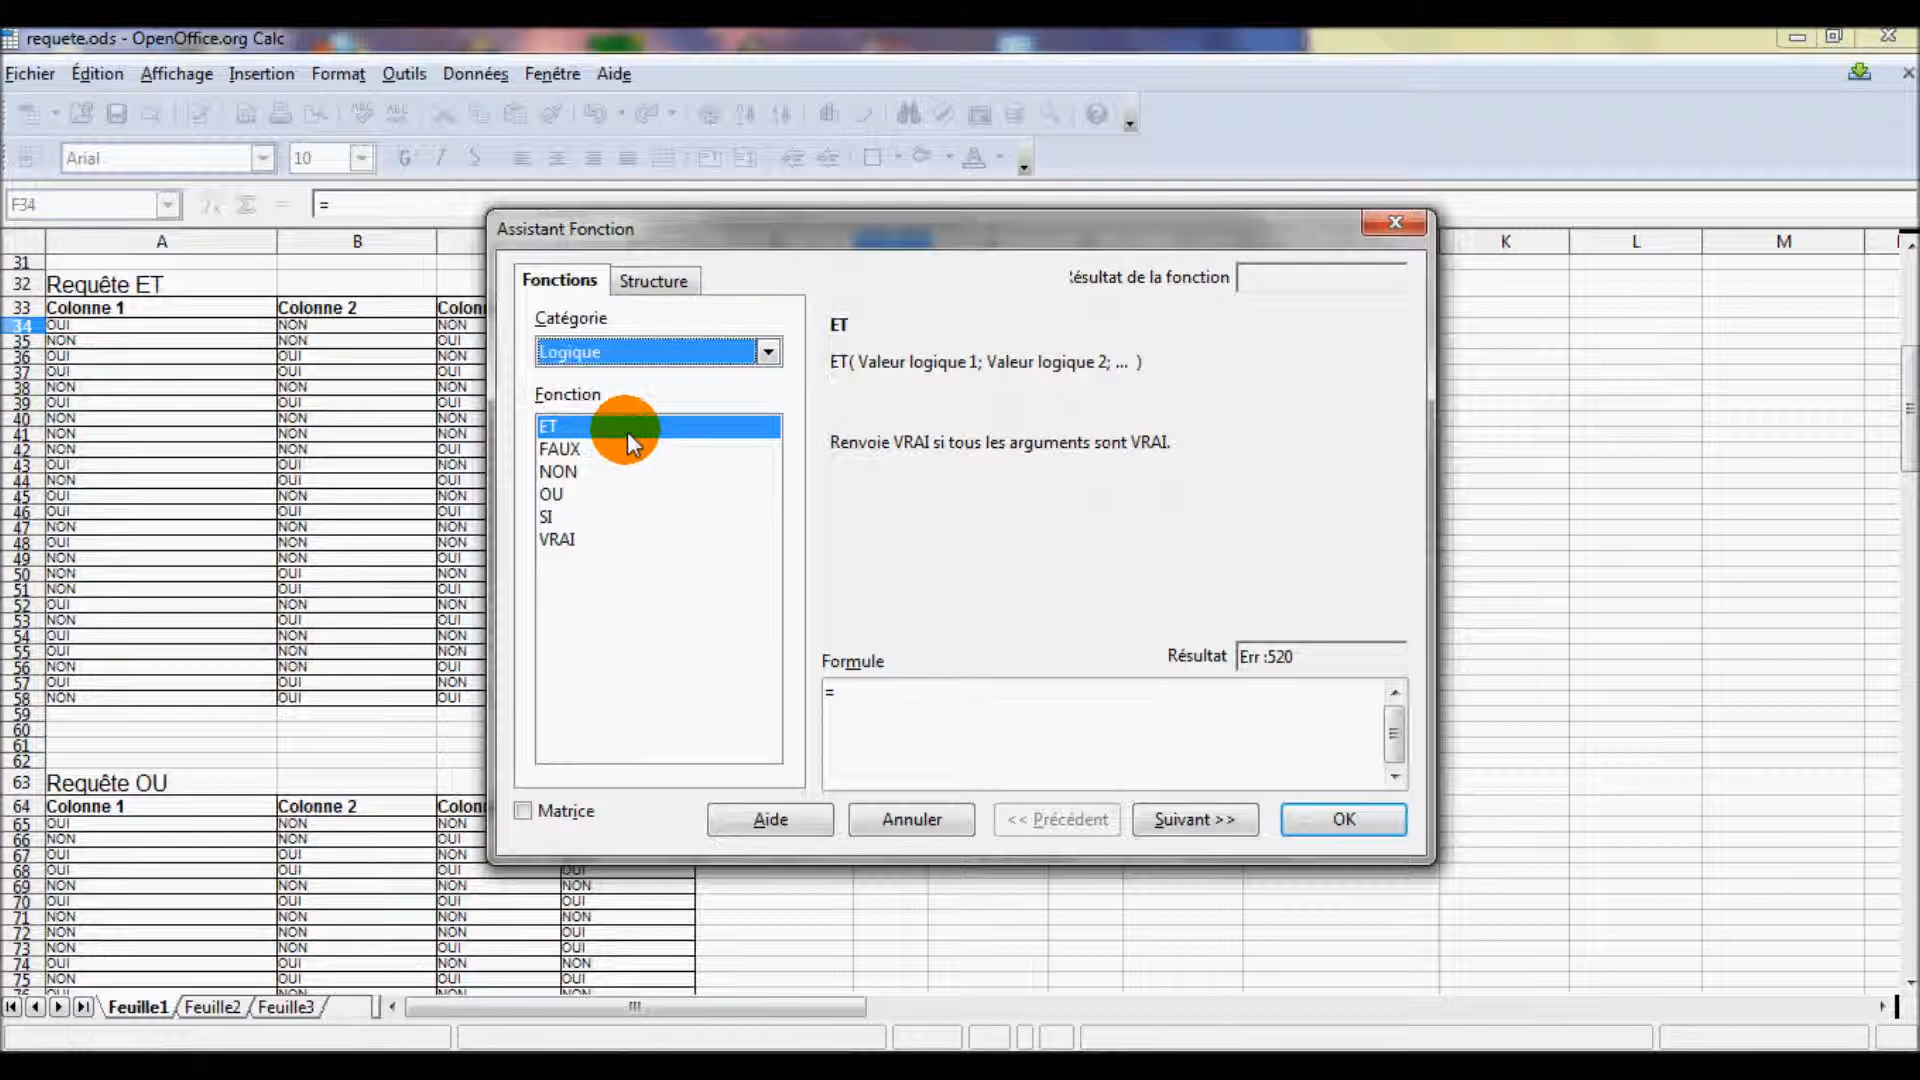 requete.ods - OpenOffice.org Calc
Fichier Édition Affichage Insertion Format Outils Données Fenêtre Aide
Arial 10
F34 =
Assistant Fonction
A B K L M
31
32 Requête ET
33 Colonne 1 Colonne 2 Colon
34 OUI NON NON
35 NON NON OUI
36 OUI OUI NON
37 OUI OUI OUI
38 NON NON NON
39 OUI OUI OUI
40 NON NON NON
41 NON NON OUI
42 OUI NON NON
43 OUI OUI OUI
44 NON OUI NON
45 OUI NON NON
46 OUI OUI OUI
47 NON NON NON
48 OUI NON NON
49 NON NON OUI
50 NON OUI NON
51 NON OUI OUI
52 OUI NON NON
53 NON OUI OUI
54 OUI NON NON
55 OUI NON NON
56 NON NON OUI
57 OUI NON OUI
58 NON OUI OUI
59
60
61
62
63 Requête OU
64 Colonne 1 Colonne 2 Colon
65 OUI NON NON
66 NON NON OUI
67 OUI OUI NON
68 OUI OUI OUI OUI
69 NON NON NON NON
70 OUI OUI OUI OUI
71 NON NON NON NON
72 NON NON OUI OUI
73 OUI NON NON OUI
74 OUI OUI NON NON
75 NON OUI OUI OUI
Fonctions Structure
Catégorie
Logique
Fonction
ET
FAUX
NON
OU
SI
VRAI
ésultat de la fonction
ET
ET( Valeur logique 1; Valeur logique 2; ... )
Renvoie VRAI si tous les arguments sont VRAI.
Formule Résultat Err :520
=
Matrice Aide Annuler << Précédent Suivant >> OK
Feuille1 Feuille2 Feuille3